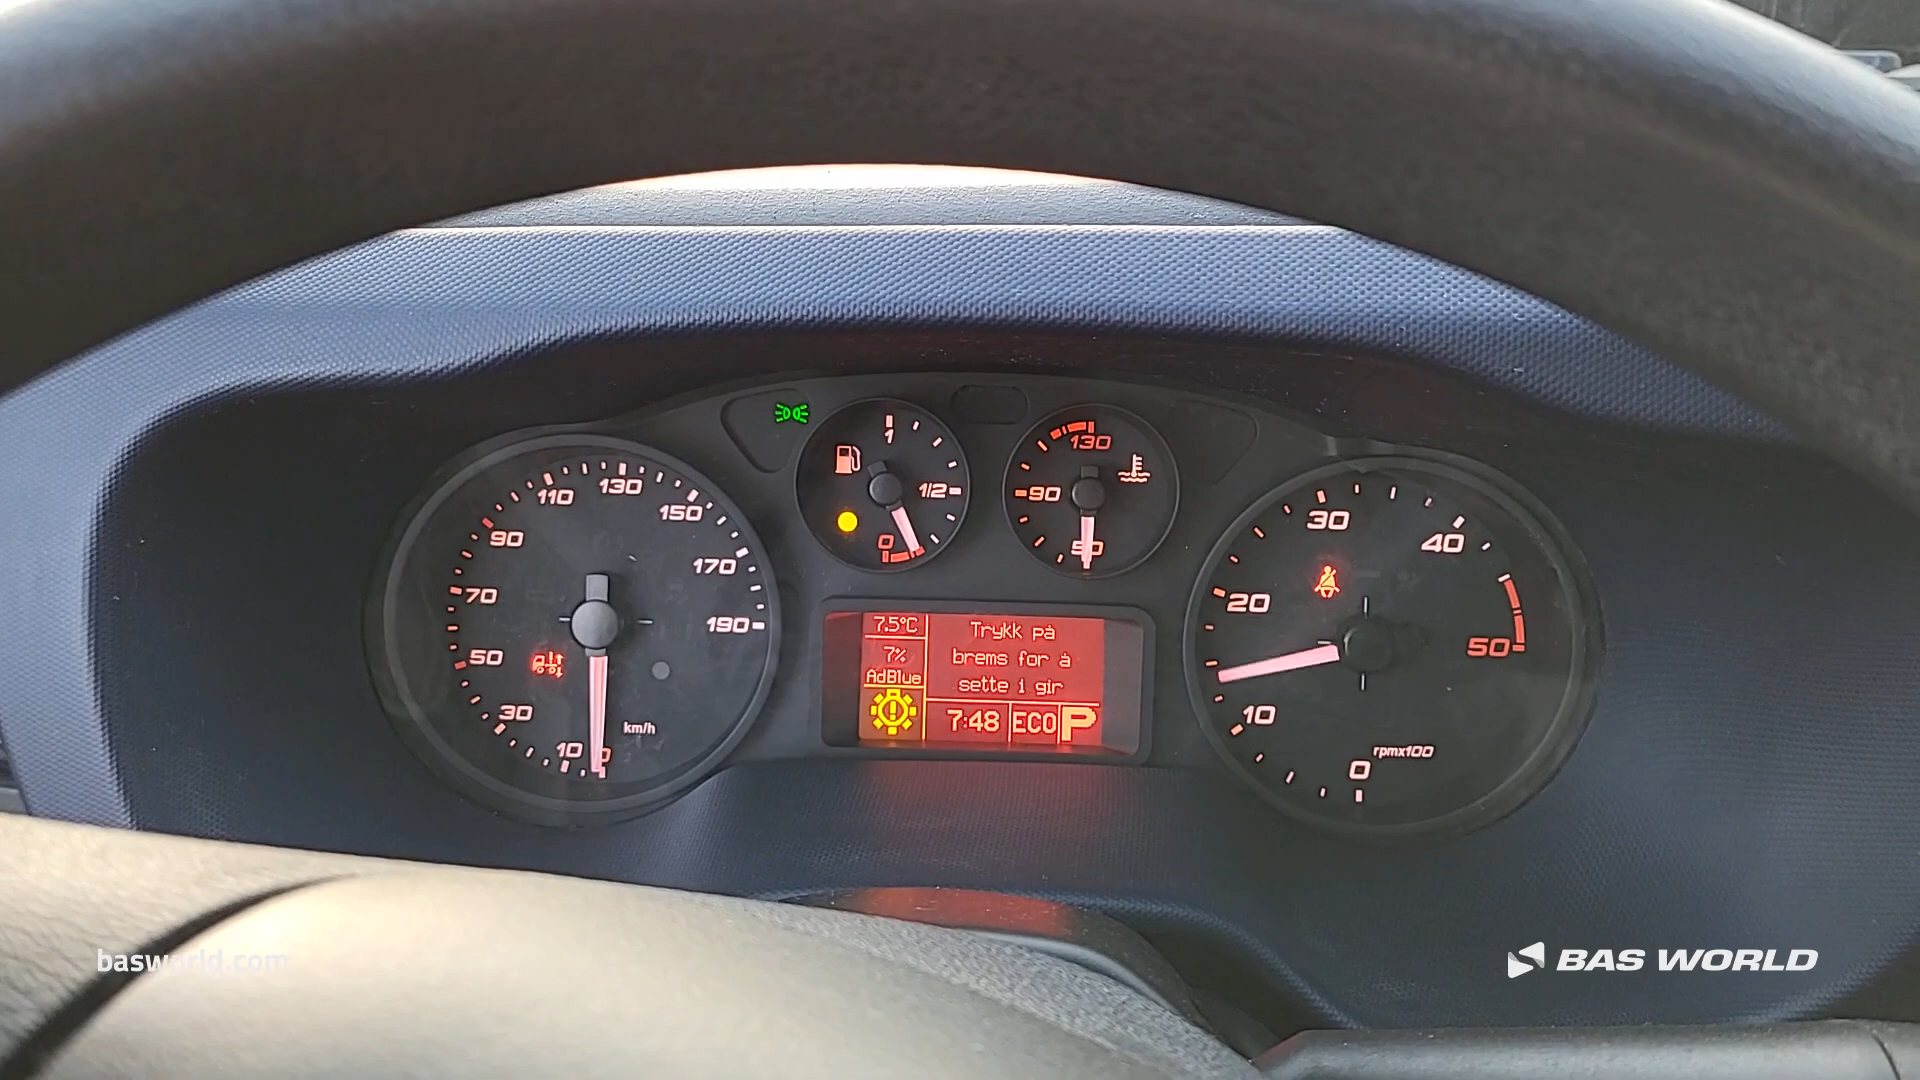 1
1/2
0
130
90
50
10
30
50
70
90
110
130
150
170
190
km/h
0
7.5°C
7%
AdBlue
Trykk på
brems for å
sette i gir
7:48
ECO
P
0
10
20
30
40
50
rpmx100
basworld.com
BAS WORLD